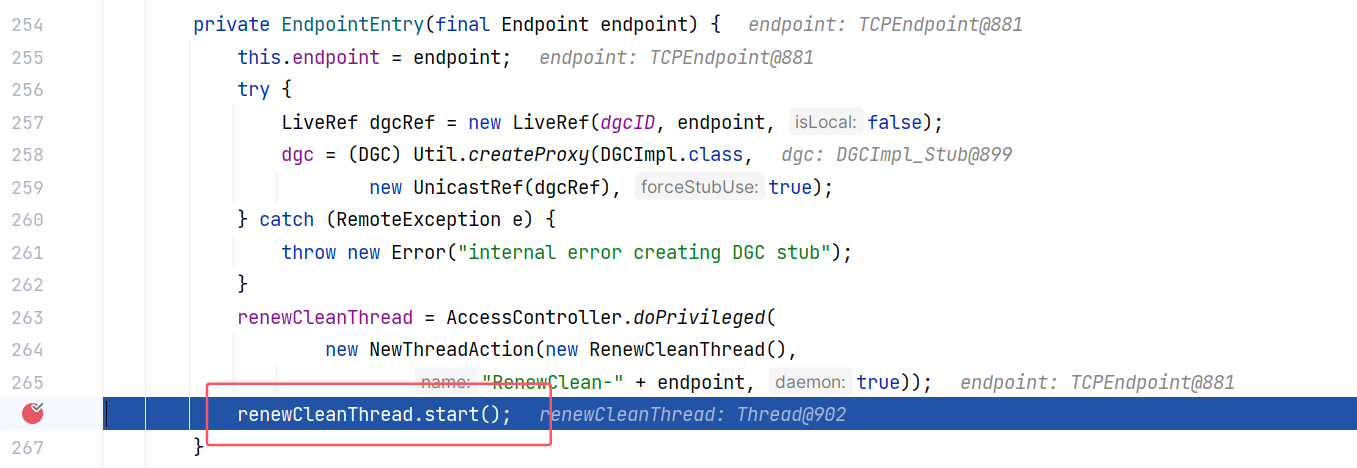 254 private EndpointEntry(final Endpoint endpoint) { endpoint: TCPEndpoint@881
255 this.endpoint = endpoint; endpoint: TCPEndpoint@881
256 try {
257 LiveRef dgcRef = new LiveRef(dgcID, endpoint, isLocal: false);
258 dgc = (DGC) Util.createProxy(DGCImpl.class, dgc: DGCImpl_Stub@899
259 new UnicastRef(dgcRef), forceStubUse: true);
260 } catch (RemoteException e) {
261 throw new Error("internal error creating DGC stub");
262 }
263 renewCleanThread = AccessController.doPrivileged(
264 new NewThreadAction(new RenewCleanThread(),
265 name: "RenewClean-" + endpoint, daemon: true)); endpoint: TCPEndpoint@881
renewCleanThread.start(); renewCleanThread: Thread@902
267 }